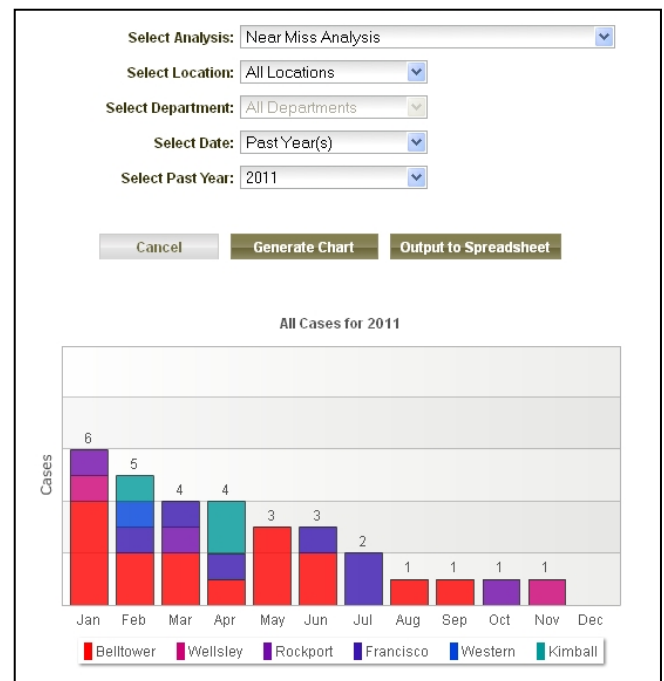 Select Analysis: Near Miss Analysis
Select Location: All Locations
Select Department: All Departments
Select Date: Past Year(s)
Select Past Year: 2011
Cancel Generate Chart Output to Spreadsheet
All Cases for 2011
Cases
6
5
4 4
3 3
2
1 1 1 1
Jan Feb Mar Apr May Jun Jul Aug Sep Oct Nov Dec
Belltower Wellsley Rockport Francisco Western Kimball